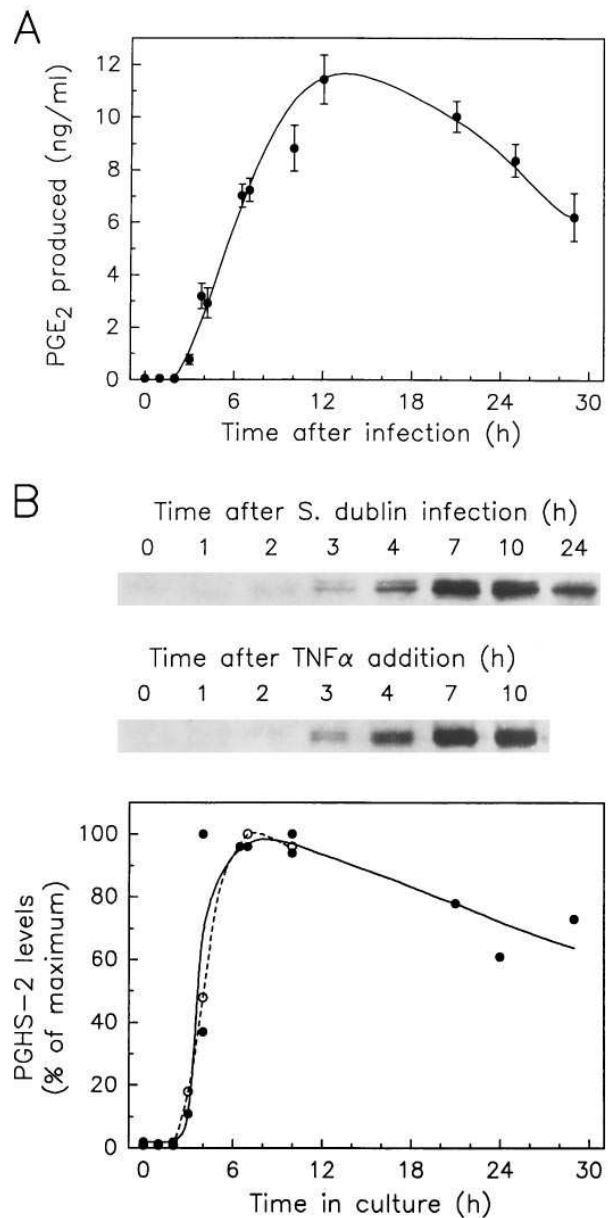 A
PGE2 produced (ng/ml)
12
10
8
6
4
2
0
0 6 12 18 24 30
Time after infection (h)
B
Time after S. dublin infection (h)
0 1 2 3 4 7 10 24
Time after TNFα addition (h)
0 1 2 3 4 7 10
PGHS-2 levels
(% of maximum)
100
80
60
40
20
0
0 6 12 18 24 30
Time in culture (h)